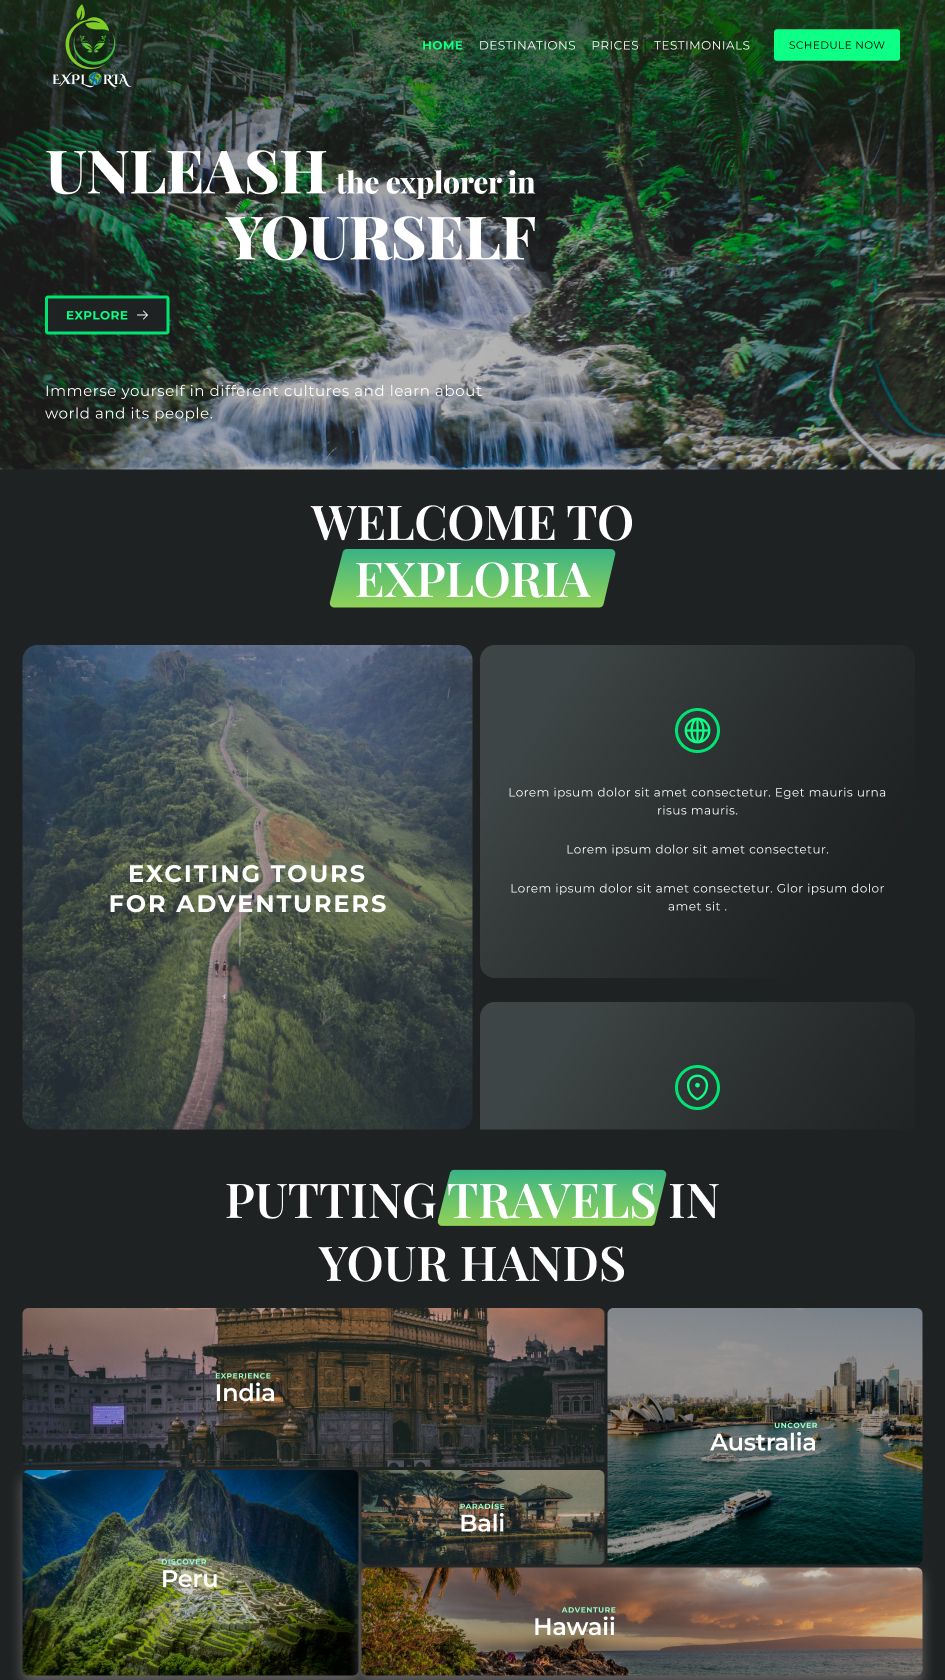 EXPLORIA
HOME DESTINATIONS PRICES TESTIMONIALS SCHEDULE NOW
UNLEASH the explorer in
YOURSELF
EXPLORE →
Immerse yourself in different cultures and learn about
world and its people.
WELCOME TO
EXPLORIA
EXCITING TOURS
FOR ADVENTURERS
Lorem ipsum dolor sit amet consectetur. Eget mauris urna
risus mauris.
Lorem ipsum dolor sit amet consectetur.
Lorem ipsum dolor sit amet consectetur. Glor ipsum dolor
amet sit .
PUTTING TRAVELS IN
YOUR HANDS
EXPERIENCE
India
UNCOVER
Australia
PARADISE
Bali
DISCOVER
Peru
ADVENTURE
Hawaii